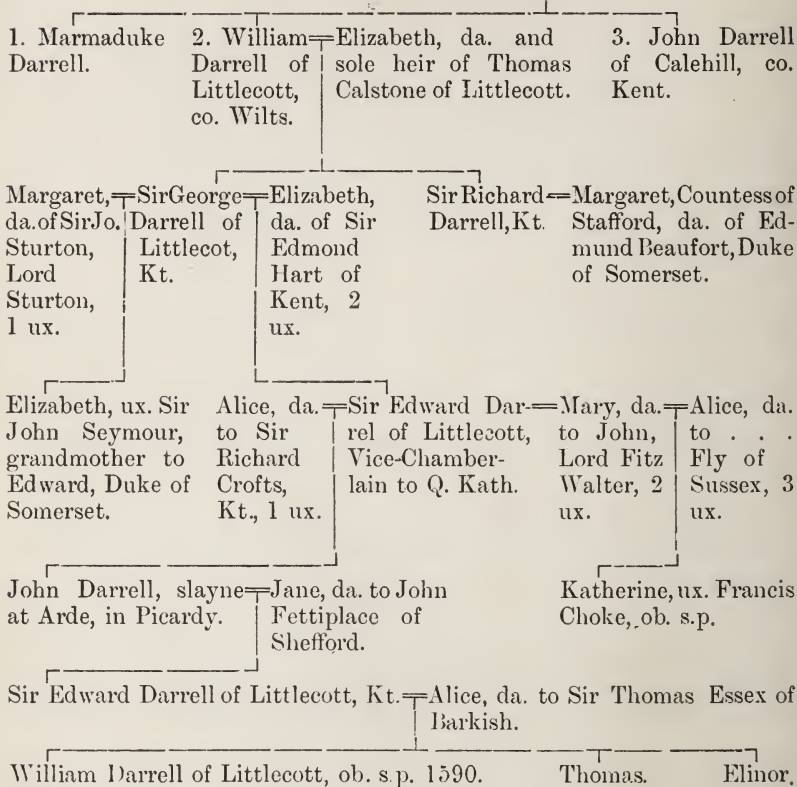 1. Marmaduke Darrell.
2. William Darrell of Littlecott, co. Wilts.
Elizabeth, da. and sole heir of Thomas Calstone of Littlecott.
3. John Darrell of Calehill, co. Kent.
Margaret, da. of Sir Jo. Sturton, Lord Sturton, 1 ux.
Sir George Darrell of Littlecot, Kt.
Elizabeth, da. of Sir Edmond Hart of Kent, 2 ux.
Sir Richard Darrell, Kt.
Margaret, Countess of Stafford, da. of Edmund Beaufort, Duke of Somerset.
Elizabeth, ux. Sir John Seymour, grandmother to Edward, Duke of Somerset.
Alice, da. to Sir Richard Crofts, Kt., 1 ux.
Sir Edward Darrel of Littlecott, Vice-Chamberlain to Q. Kath.
Mary, da. to John, Lord Fitz Walter, 2 ux.
Alice, da. to . . . Fly of Sussex, 3 ux.
John Darrell, slayne at Arde, in Picardy.
Jane, da. to John Fettiplace of Shefford.
Katherine, ux. Francis Choke, ob. s.p.
Sir Edward Darrell of Littlecott, Kt.
Alice, da. to Sir Thomas Essex of Barkish.
William Darrell of Littlecott, ob. s.p. 1590.
Thomas.
Elinor.